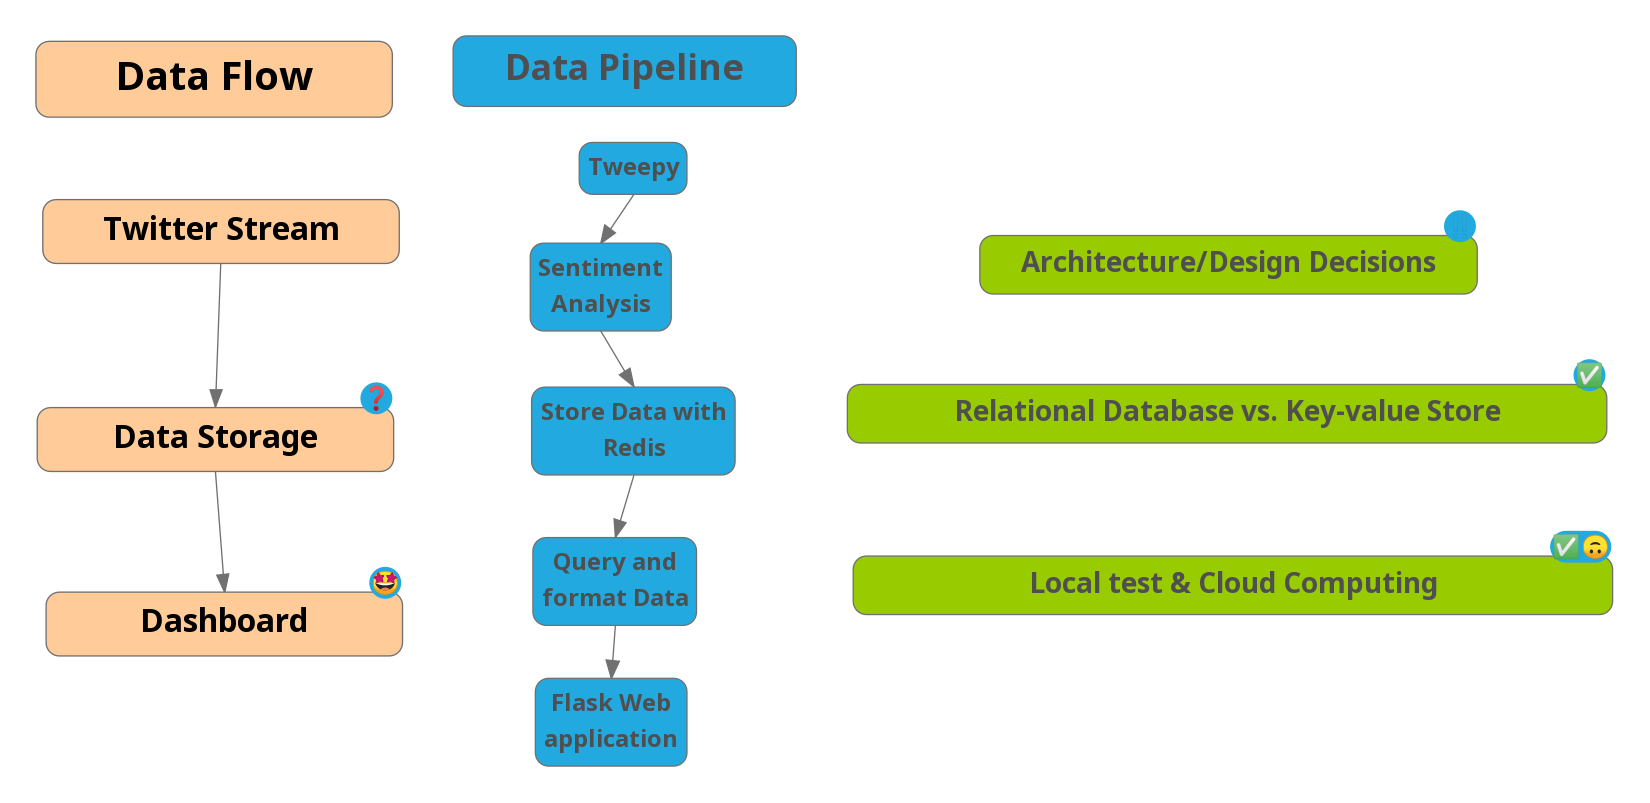 Data Flow
Twitter Stream
Data Storage
Dashboard
Data Pipeline
Tweepy
Sentiment
Analysis
Store Data with
Redis
Query and
format Data
Flask Web
application
Architecture/Design Decisions
Relational Database vs. Key-value Store
Local test & Cloud Computing